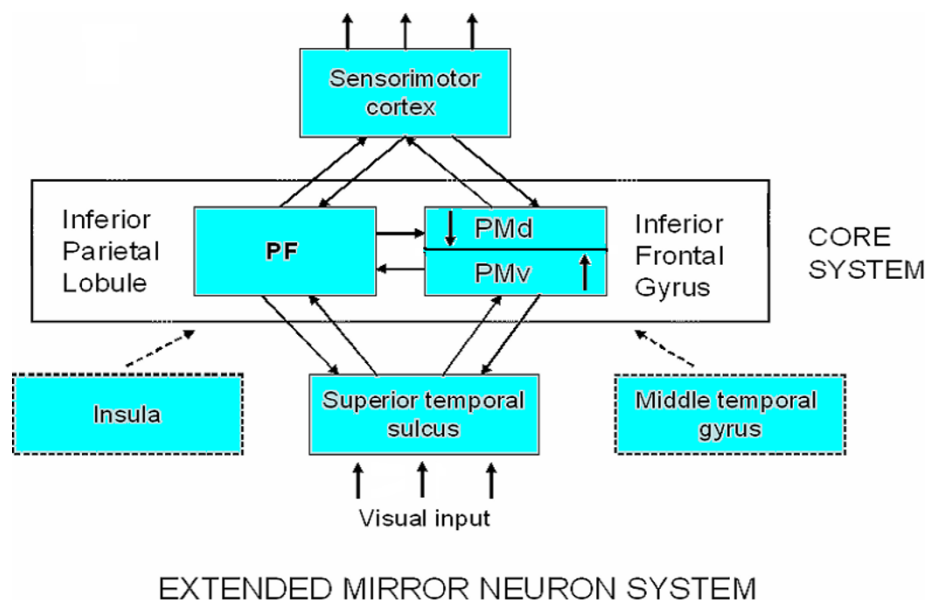 Sensorimotor
cortex
Inferior
Parietal
Lobule
PF
PMd
PMv
Inferior
Frontal
Gyrus
CORE
SYSTEM
Insula
Superior temporal
sulcus
Middle temporal
gyrus
Visual input
EXTENDED MIRROR NEURON SYSTEM